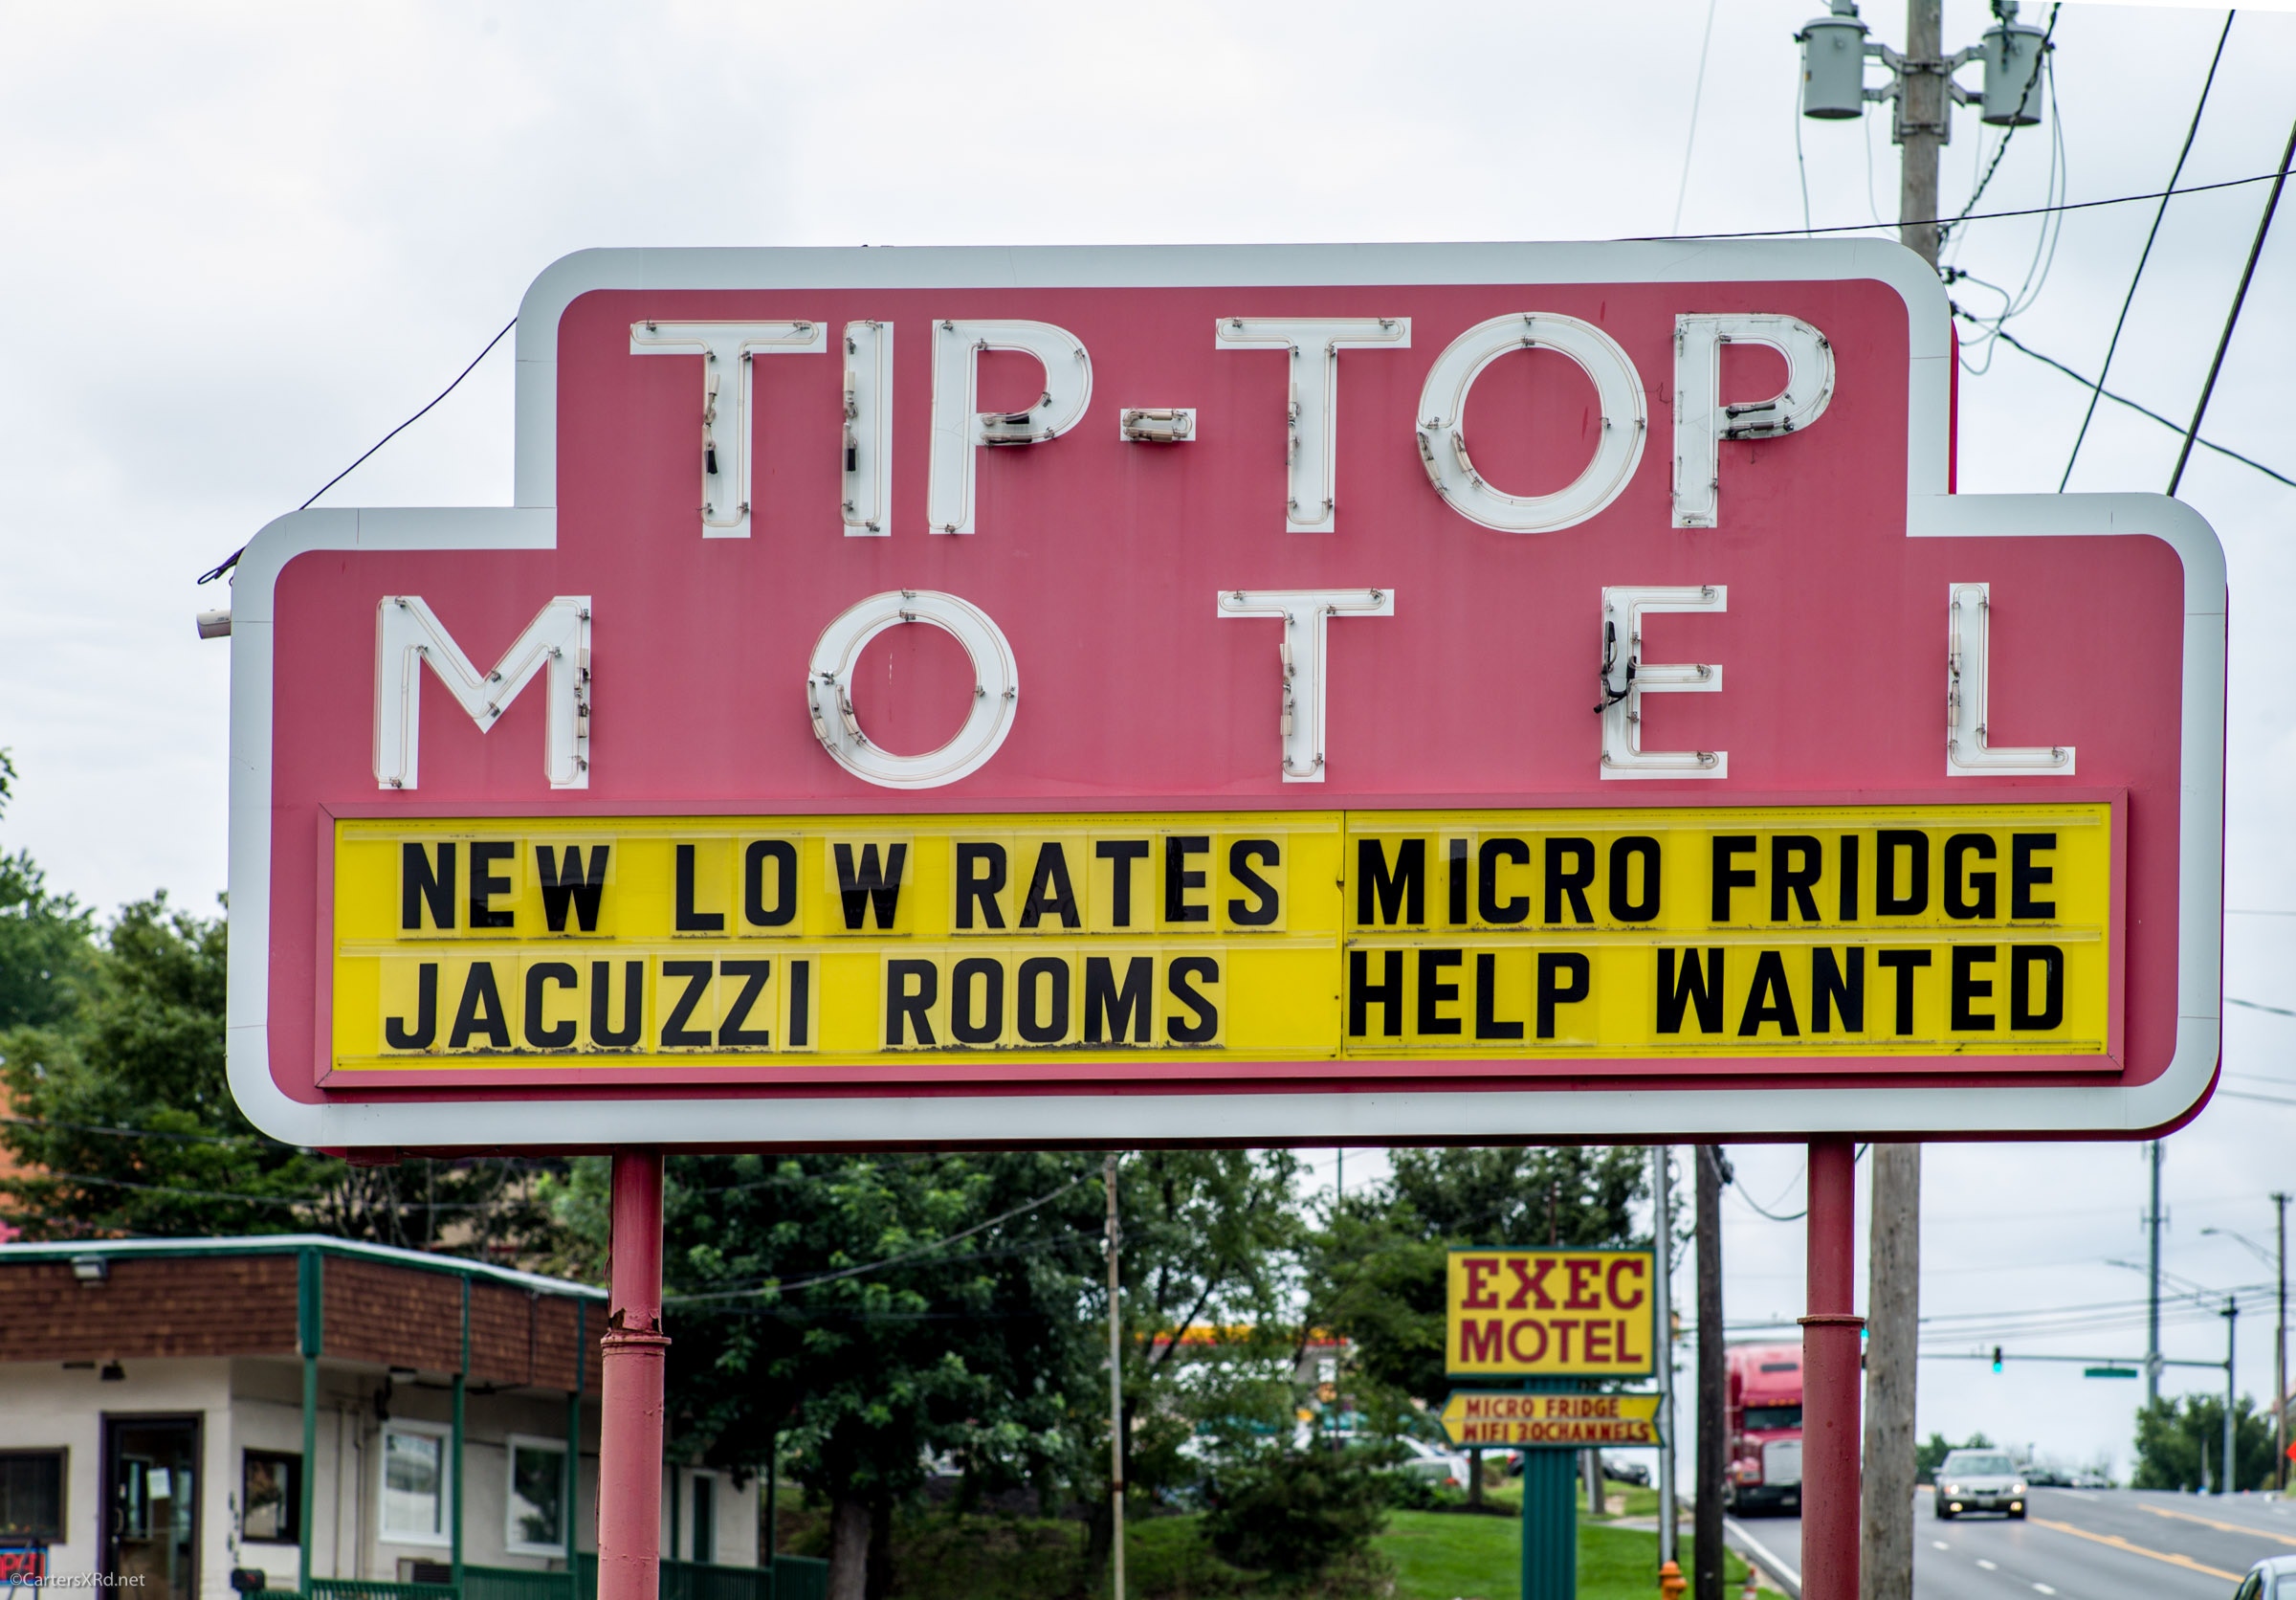 TIP-TOP
MOTEL
NEW LOW RATES MICRO FRIDGE
JACUZZI ROOMS HELP WANTED
EXEC
MOTEL
MICRO FRIDGE
WIFI 20CHANNELS
©CartersXRd.net